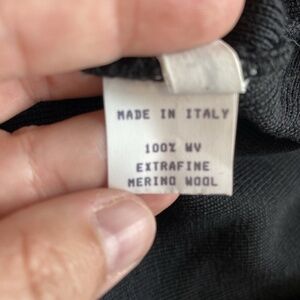 MADE IN ITALY
100% WV
EXTRAFINE
MERINO WOOL